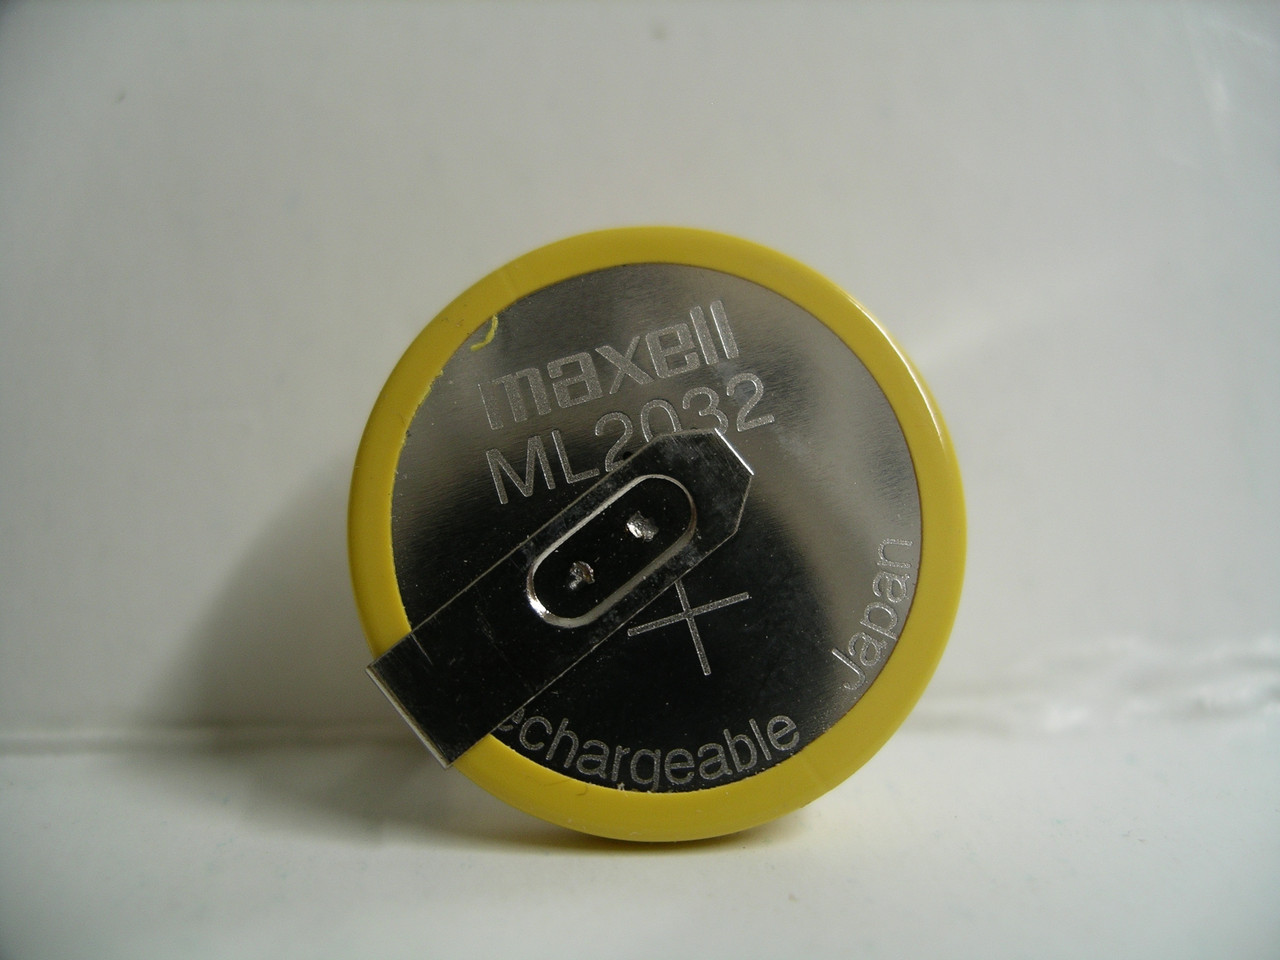 maxell
ML2032
+
echargeable
Japan